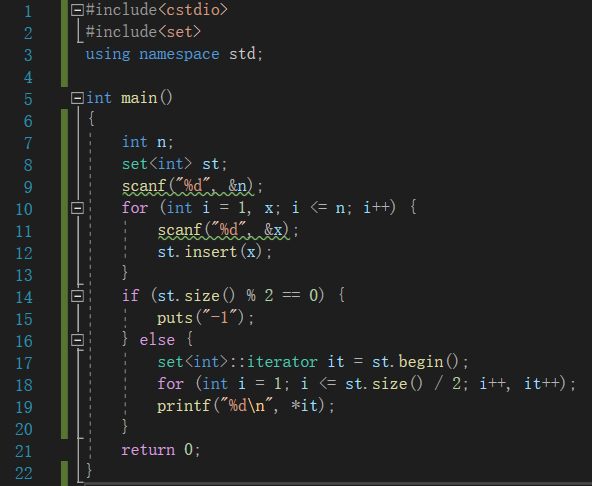 1 #include<cstdio>
2 #include<set>
3 using namespace std;
4
5 int main()
6 {
7 int n;
8 set<int> st;
9 scanf("%d", &n);
10 for (int i = 1, x; i <= n; i++) {
11 scanf("%d", &x);
12 st.insert(x);
13 }
14 if (st.size() % 2 == 0) {
15 puts("-1");
16 } else {
17 set<int>::iterator it = st.begin();
18 for (int i = 1; i <= st.size() / 2; i++, it++);
19 printf("%d\n", *it);
20 }
21 return 0;
22 }